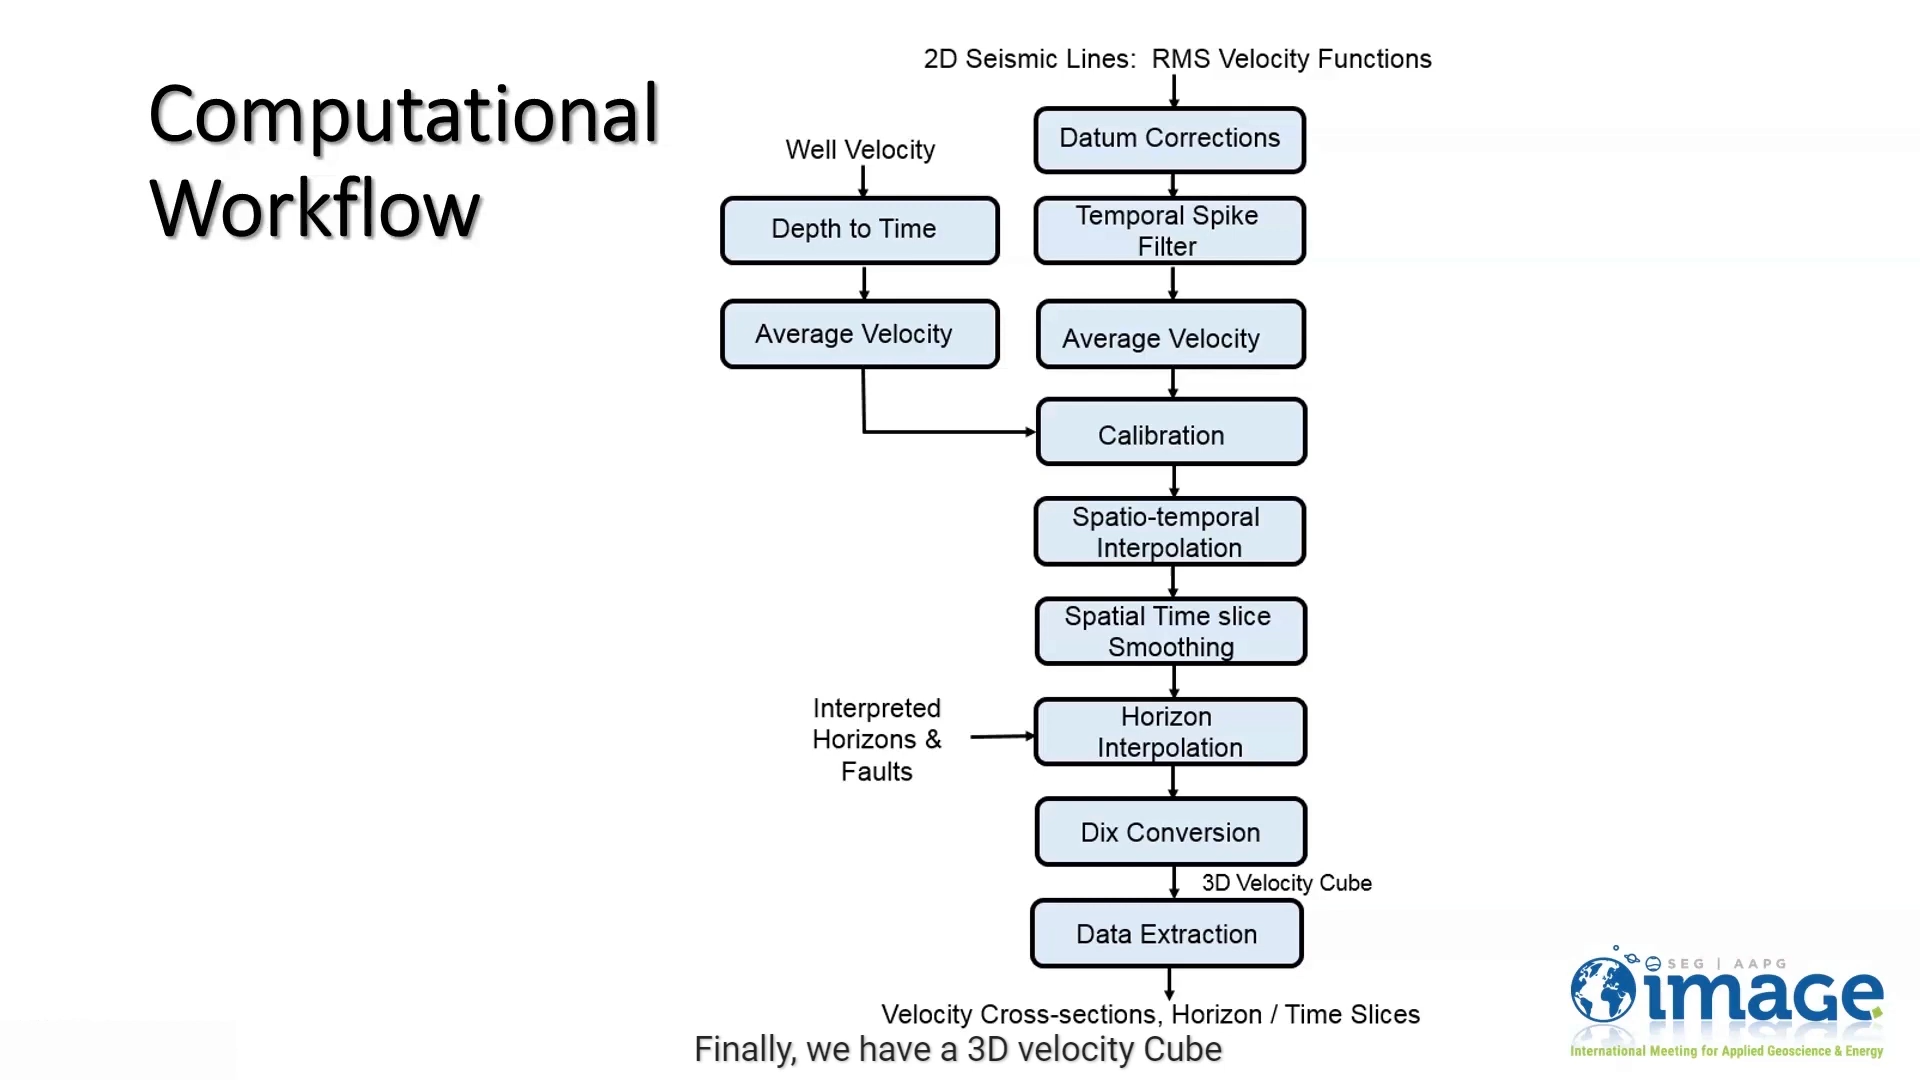 Computational
Workflow
2D Seismic Lines:  RMS Velocity Functions
Datum Corrections
Well Velocity
Depth to Time
Temporal Spike
Filter
Average Velocity
Average Velocity
Calibration
Spatio-temporal
Interpolation
Spatial Time slice
Smoothing
Interpreted
Horizons &
Faults
Horizon
Interpolation
Dix Conversion
3D Velocity Cube
Data Extraction
Velocity Cross-sections, Horizon / Time Slices
Finally, we have a 3D velocity Cube
SEG | AAPG
image
International Meeting for Applied Geoscience & Energy